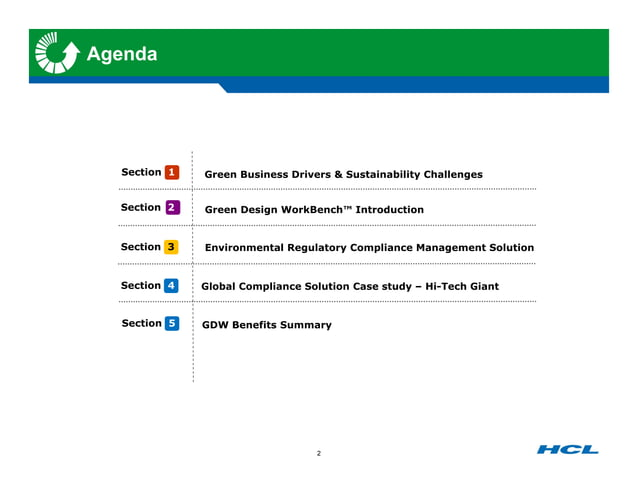 Agenda
Section 1 Green Business Drivers & Sustainability Challenges
Section 2 Green Design WorkBench™ Introduction
Section 3 Environmental Regulatory Compliance Management Solution
Section 4 Global Compliance Solution Case study – Hi-Tech Giant
Section 5 GDW Benefits Summary
2
HCL